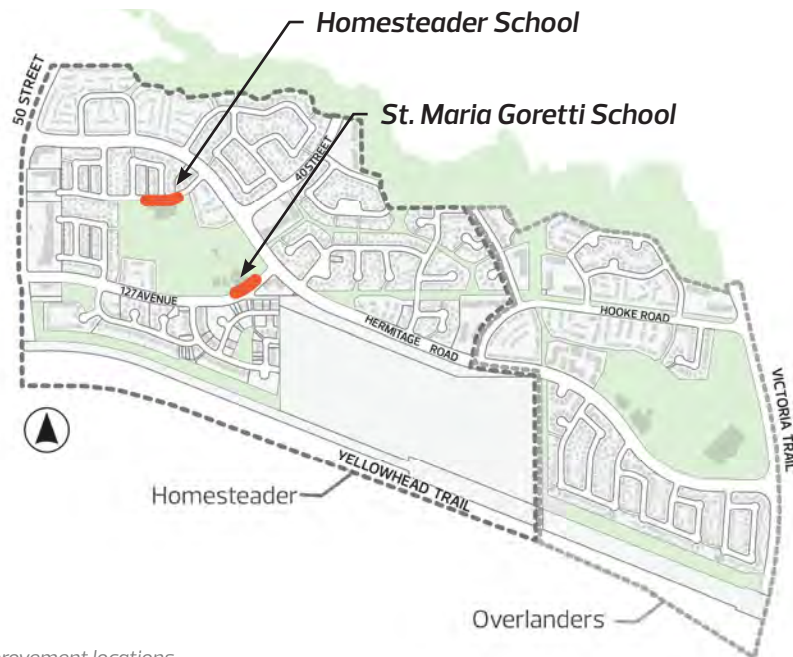 Homesteader School
St. Maria Goretti School
50 STREET
40 STREET
127 AVENUE
HERMITAGE ROAD
HOOKE ROAD
VICTORIA TRAIL
YELLOWHEAD TRAIL
Homesteader
Overlanders
locations